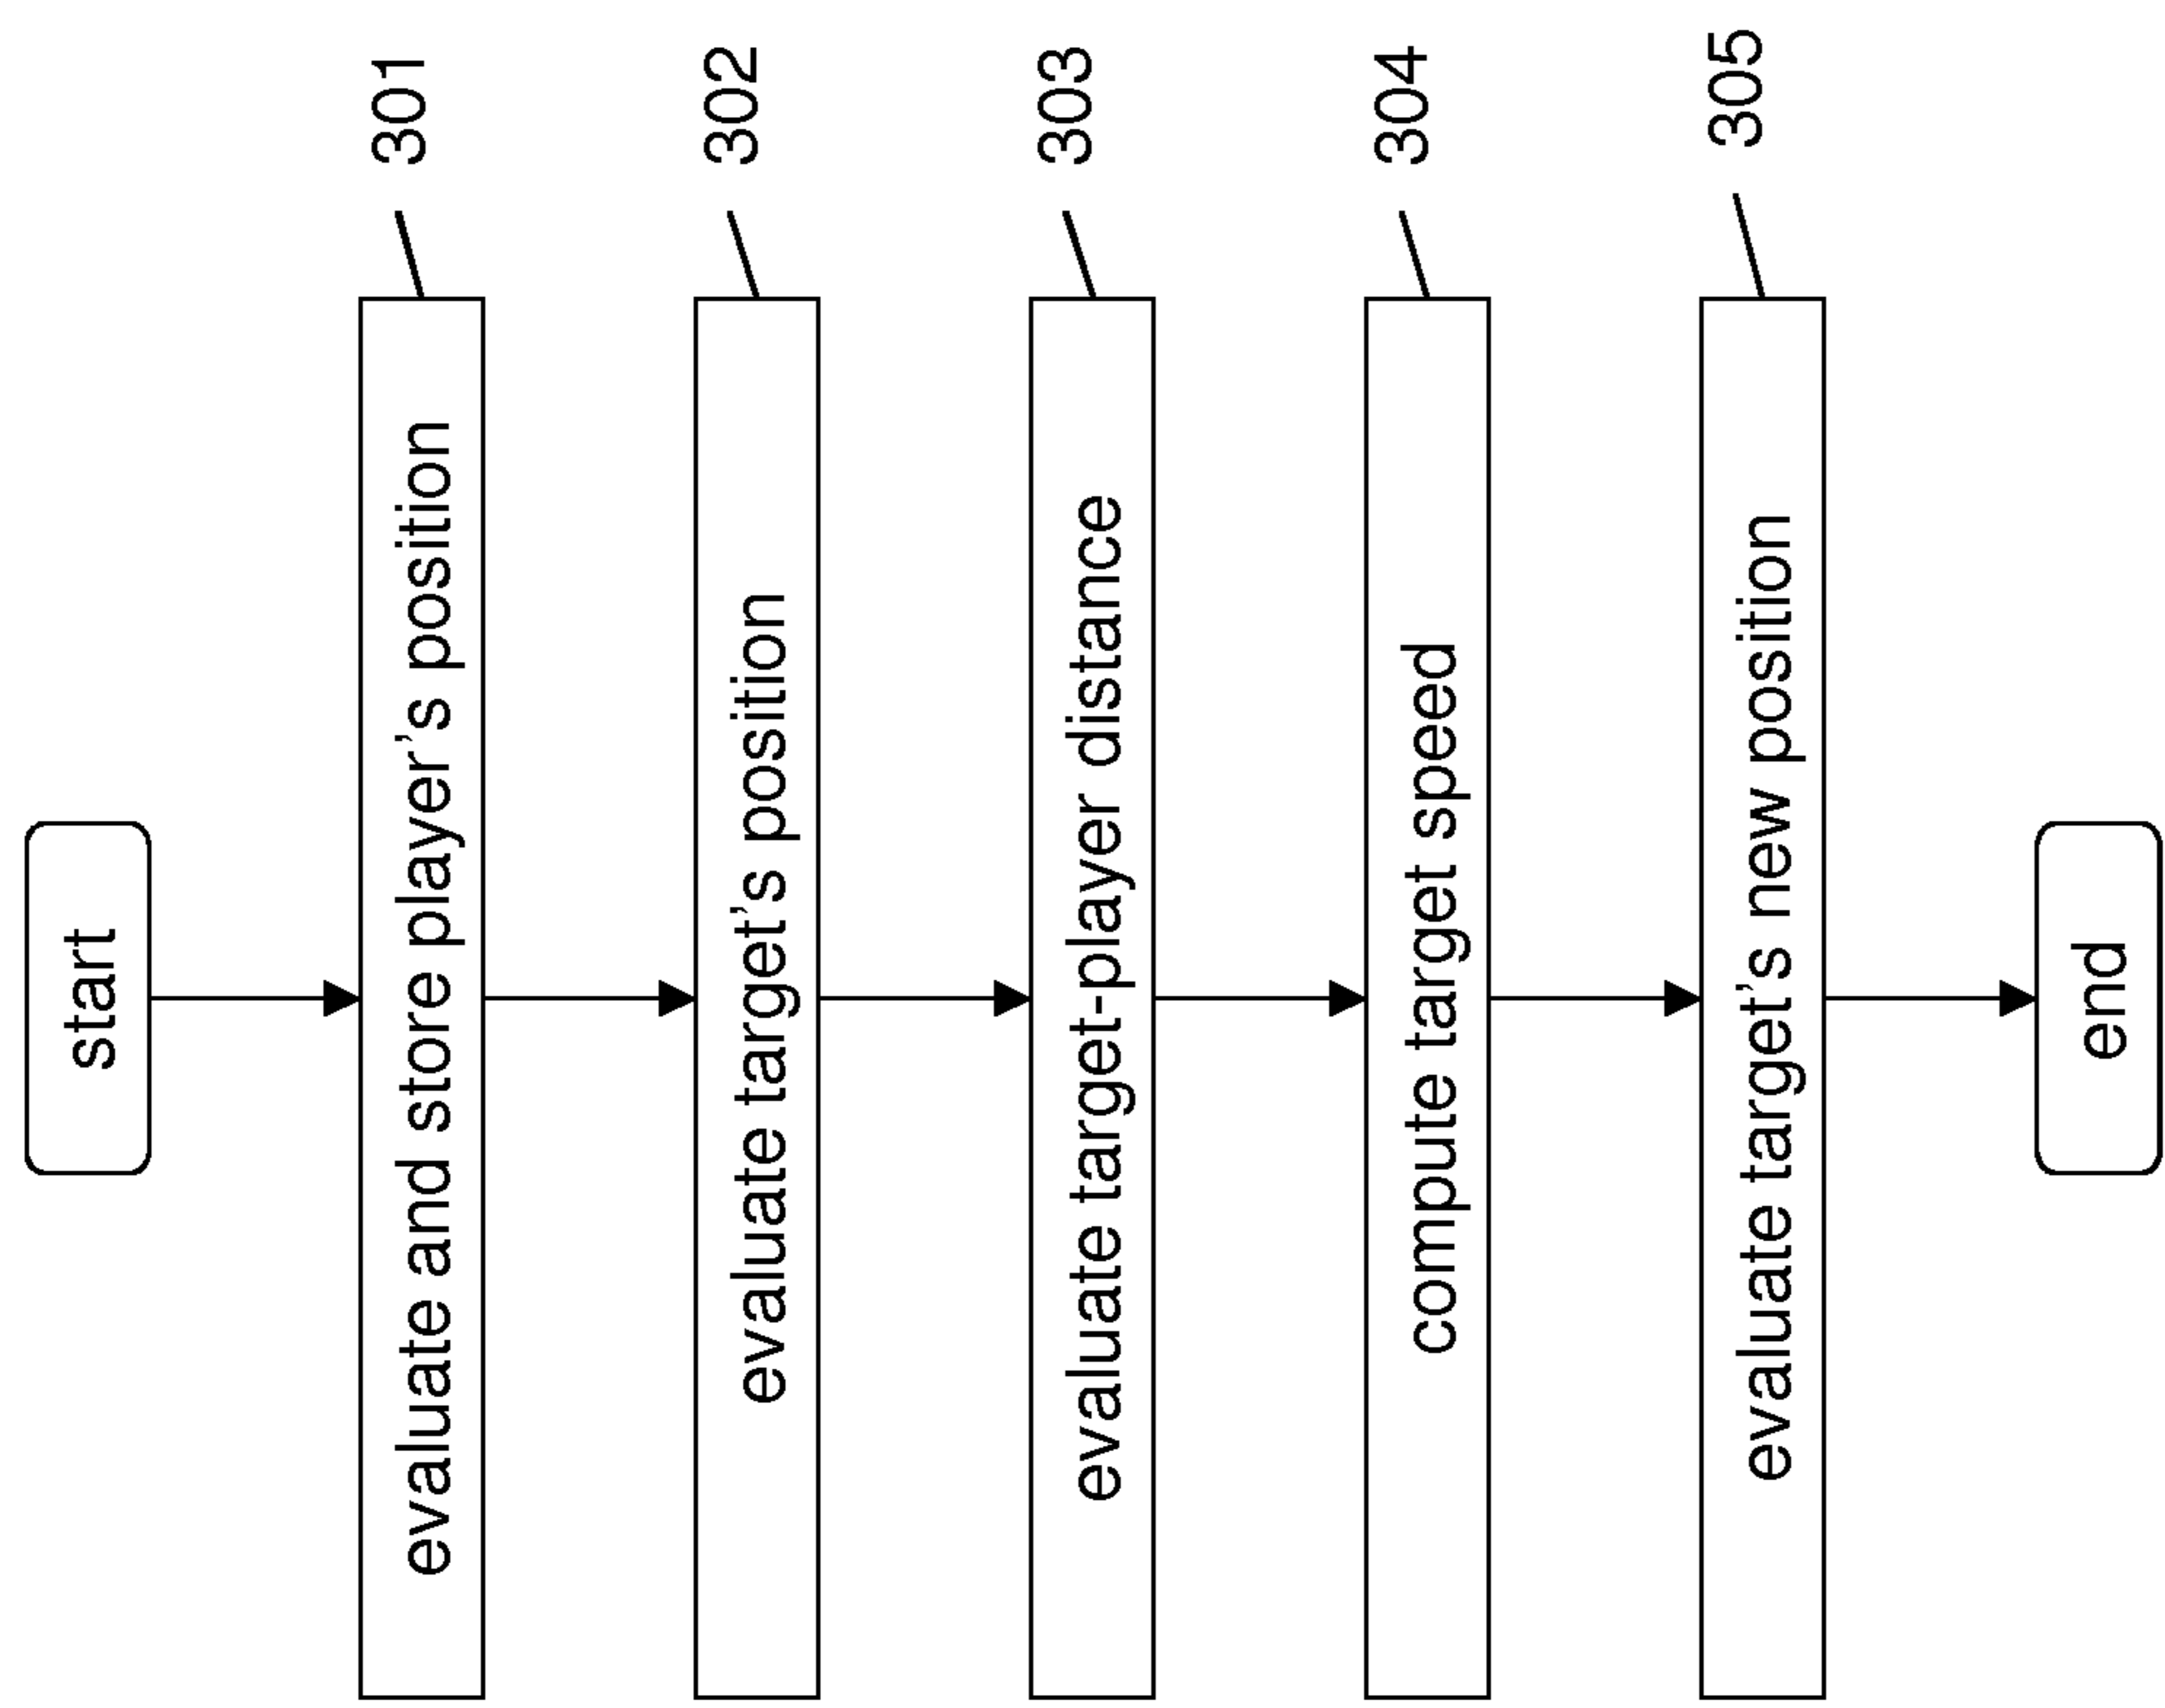 start
evaluate and store player's position
301
evaluate target's position
302
evaluate target-player distance
303
compute target speed
304
evaluate target's new position
305
end